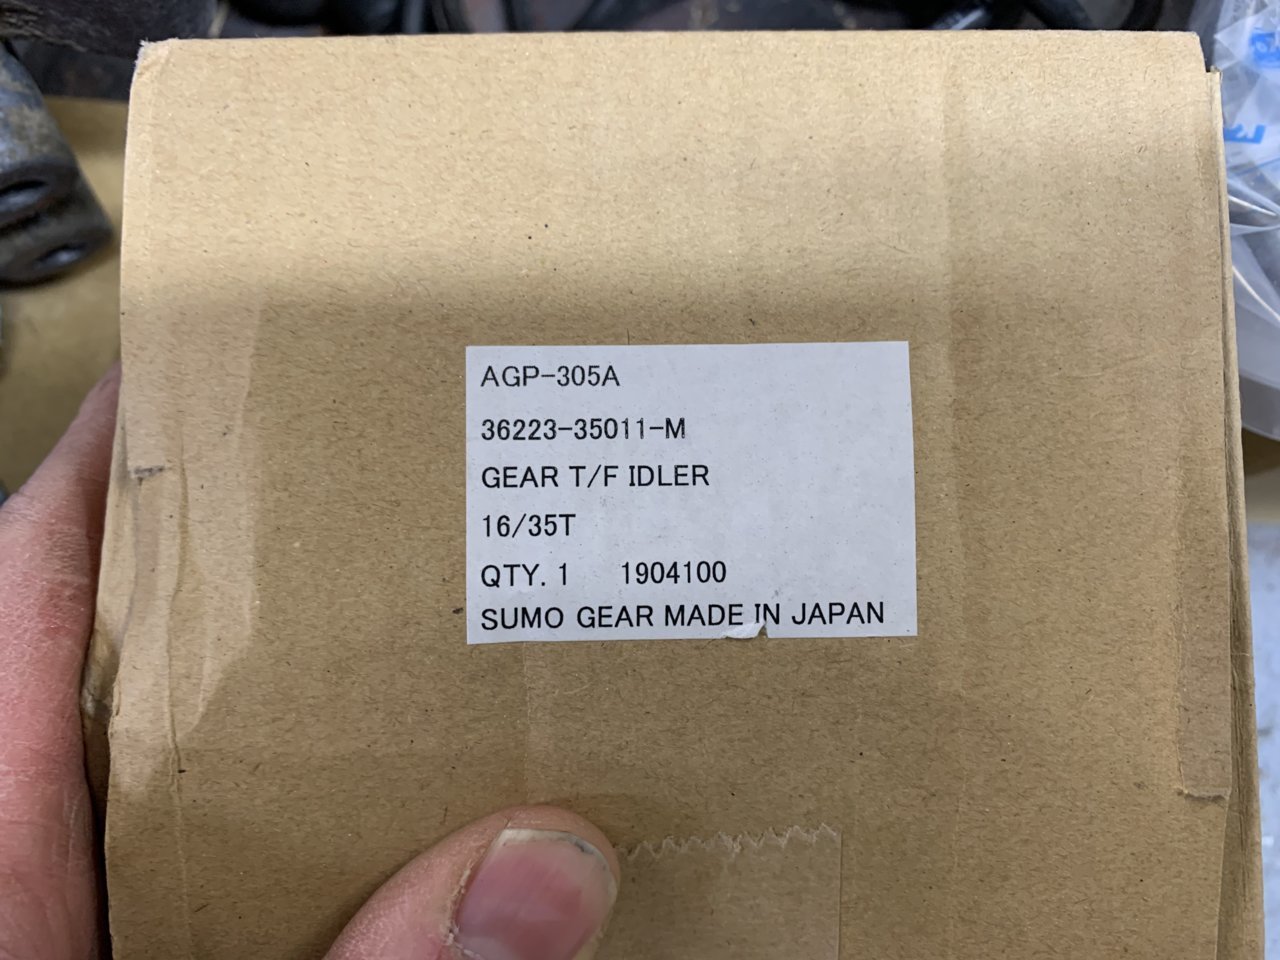 AGP-305A
36223-35011-M
GEAR T/F IDLER
16/35T
QTY. 1 1904100
SUMO GEAR MADE IN JAPAN